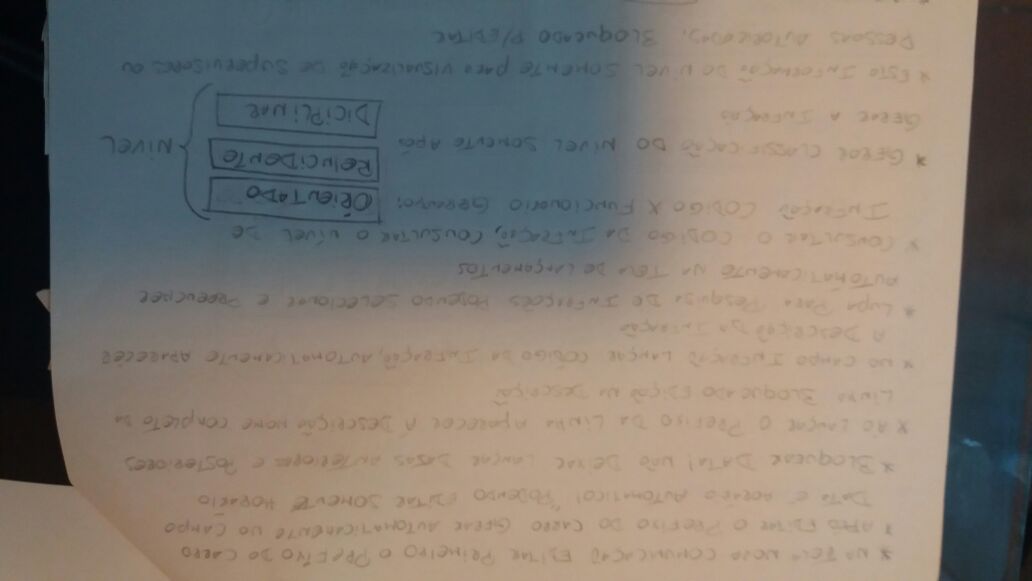 * NA TELA NOVA COMUNICAÇÃO EDITAR PRIMEIRO O PREFIXO DO CARRO
* APÓS EDITAR O PREFIXO DO CARRO GERAR AUTOMATICAMENTE NO CAMPO
DATA E HORÁRIO AUTOMATICO! "PODENDO EDITAR SOMENTE HORÁRIO
* BLOQUEAR DATA! NÃO DEIXAR LANÇAR DATAS ANTERIORES E POSTERIORES
* AO LANÇAR O PREFIXO DA LINHA APARECER A DESCRIÇÃO NOME COMPLETO DA
LINHA BLOQUEADO EDIÇÃO NA DESCRIÇÃO
* NO CAMPO INFRAÇÃO LANÇAR CÓDIGO DA INFRAÇÃO, AUTOMATICAMENTE APARECER
A DESCRIÇÃO DA INFRAÇÃO
* LUPA PARA PESQUISA DE INFRAÇÕES PODENDO SELECIONAR E PREENCHER
AUTOMATICAMENTE NA TELA DE LANÇAMENTOS
* CONSULTAR O CODIGO DA INFRAÇÃO, CONSULTAR O NÍVEL DE
INFRAÇÃO CODIGO X FUNCIONARIO GERANDO:
ORIENTADO
REINCIDENTE
DICIPLINAR
NIVEL
* GERAR CLASSIFICAÇÃO DO NIVEL SOMENTE APÓS
GERAR A INFRAÇÃO
* ESTA INFORMAÇÃO DO NIVEL SOMENTE PARA VISUALIZAÇÃO DE SUPERVISORES OU
PESSOAS AUTORIZADAS. BLOQUEADO P/EDITAR